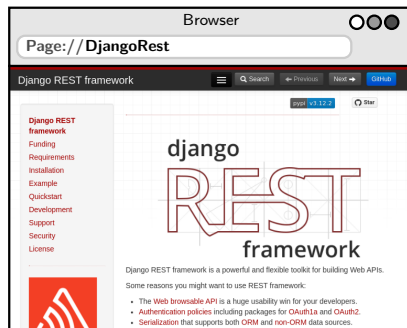 Browser
Page://DjangoRest
Django REST framework
Search
Previous
Next
GitHub
pypi v3.12.2
Star
Django REST
framework
Funding
Requirements
Installation
Example
Quickstart
Development
Support
Security
License
django
REST
framework
Django REST framework is a powerful and flexible toolkit for building Web APIs.
Some reasons you might want to use REST framework:
• The Web browsable API is a huge usability win for your developers.
• Authentication policies including packages for OAuth1a and OAuth2.
• Serialization that supports both ORM and non-ORM data sources.